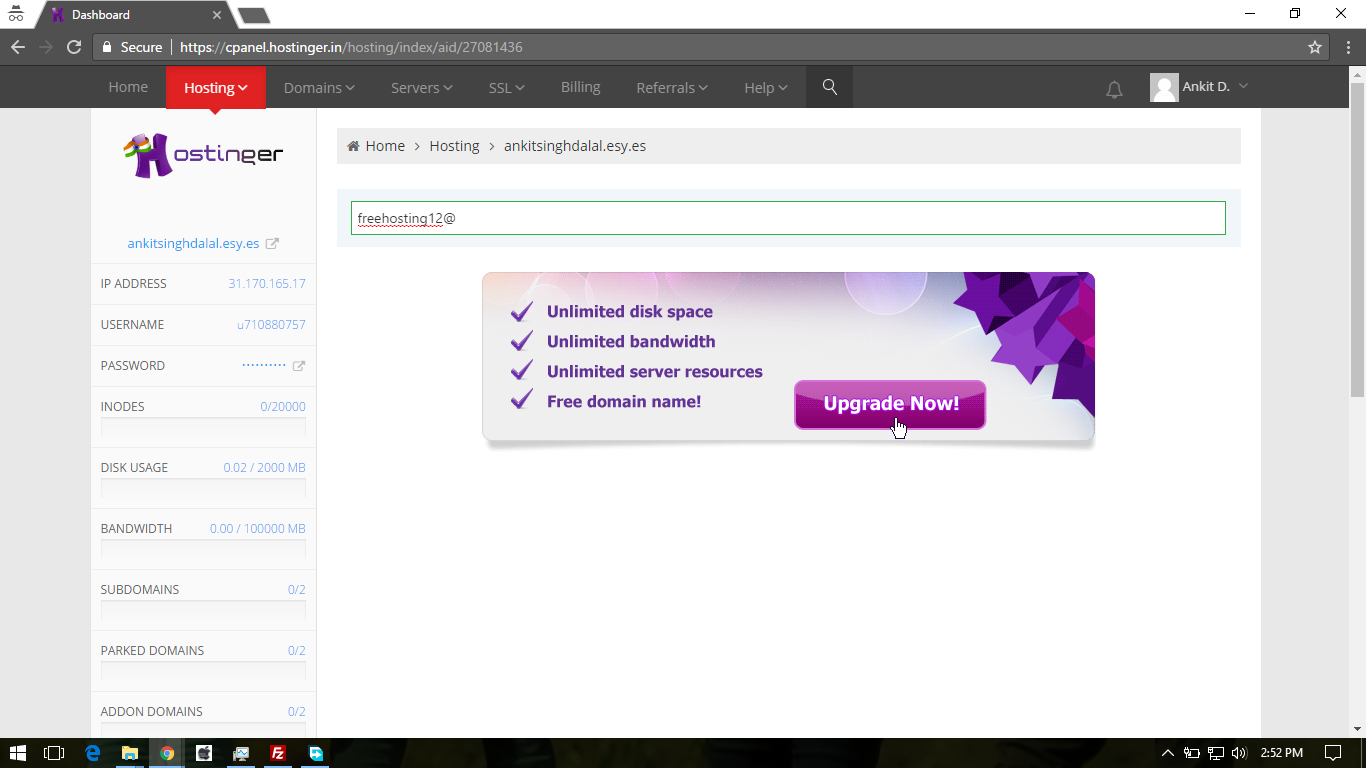 Dashboard
Secure
https://cpanel.hostinger.in/hosting/index/aid/27081436
Home Hosting Domains Servers SSL Billing Referrals Help Ankit D.
Hostinger
Home > Hosting > ankitsinghdalal.esy.es
freehosting12@
ankitsinghdalal.esy.es
IP ADDRESS 31.170.165.17
USERNAME u710880757
PASSWORD ··········
INODES 0/20000
DISK USAGE 0.02 / 2000 MB
BANDWIDTH 0.00 / 100000 MB
SUBDOMAINS 0/2
PARKED DOMAINS 0/2
ADDON DOMAINS 0/2
Unlimited disk space
Unlimited bandwidth
Unlimited server resources
Free domain name!
Upgrade Now!
2:52 PM